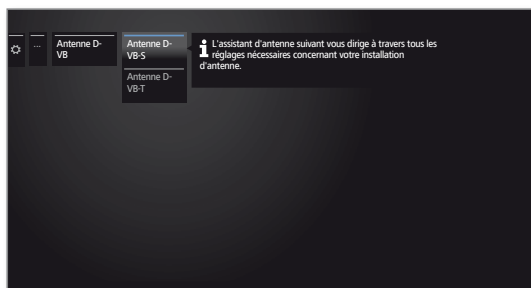 ...
Antenne D-
VB
Antenne D-
VB-S
Antenne D-
VB-T
L'assistant d'antenne suivant vous dirige à travers tous les
réglages nécessaires concernant votre installation
d'antenne.